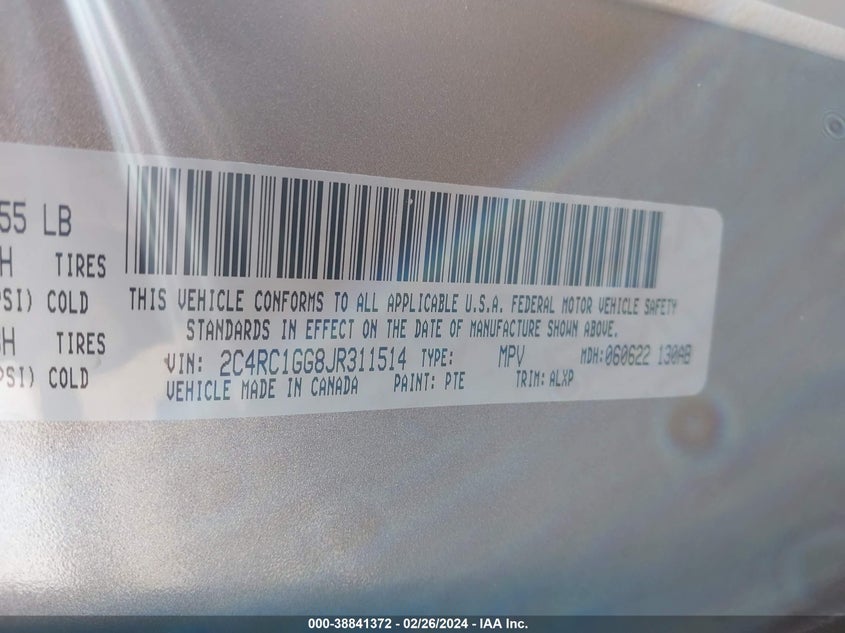 55 LB
H TIRES
PSI) COLD
H TIRES
PSI) COLD
THIS VEHICLE CONFORMS TO ALL APPLICABLE U.S.A. FEDERAL MOTOR VEHICLE SAFETY
STANDARDS IN EFFECT ON THE DATE OF MANUFACTURE SHOWN ABOVE.
VIN: 2C4RC1GG8JR311514 TYPE: MPV MDH:060622 130AB
VEHICLE MADE IN CANADA PAINT: PTE TRIM: ALXP
000-38841372 / 02/26/2024 - IAA Inc.